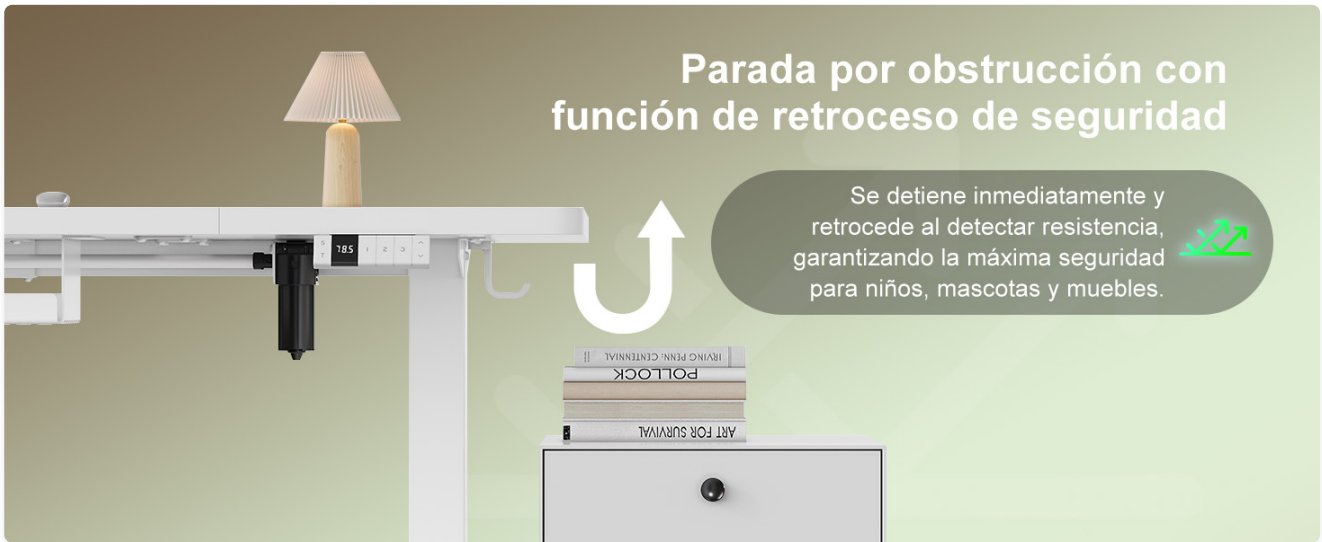 Parada por obstrucción con
función de retroceso de seguridad
Se detiene inmediatamente y
retrocede al detectar resistencia,
garantizando la máxima seguridad
para niños, mascotas y muebles.
S
T
78.5
1
2
3
IRVING PENN: CENTENNIAL
POLLOCK
ART FOR SURVIVAL